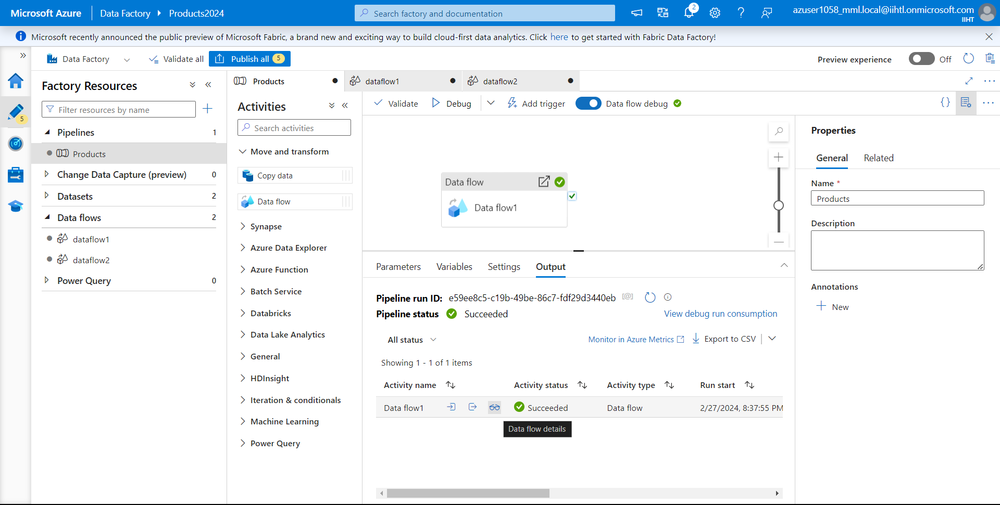 Microsoft Azure
Data Factory
Products2024
Search factory and documentation
2
azuser1058_mml.local@iihtl.onmicrosoft.com
IIHT
Microsoft recently announced the public preview of Microsoft Fabric, a brand new and exciting way to build cloud-first data analytics. Click here to get started with Fabric Data Factory!
Data Factory
Validate all
Publish all 5
Preview experience
Off
5
Factory Resources
Filter resources by name
Pipelines 1
Products
Change Data Capture (preview) 0
Datasets 2
Data flows 2
dataflow1
dataflow2
Power Query 0
Products
dataflow1
dataflow2
Activities
Search activities
Move and transform
Copy data
Data flow
Synapse
Azure Data Explorer
Azure Function
Batch Service
Databricks
Data Lake Analytics
General
HDInsight
Iteration & conditionals
Machine Learning
Power Query
Validate
Debug
Add trigger
Data flow debug
Data flow
Data flow1
Parameters Variables Settings Output
Pipeline run ID: e59ee8c5-c19b-49be-86c7-fdf29d3440eb
Pipeline status Succeeded
View debug run consumption
All status
Monitor in Azure Metrics
Export to CSV
Showing 1 - 1 of 1 items
Activity name Activity status Activity type Run start
Data flow1 Succeeded Data flow 2/27/2024, 8:37:55 PM
Data flow details
Properties
General Related
Name *
Products
Description
Annotations
New